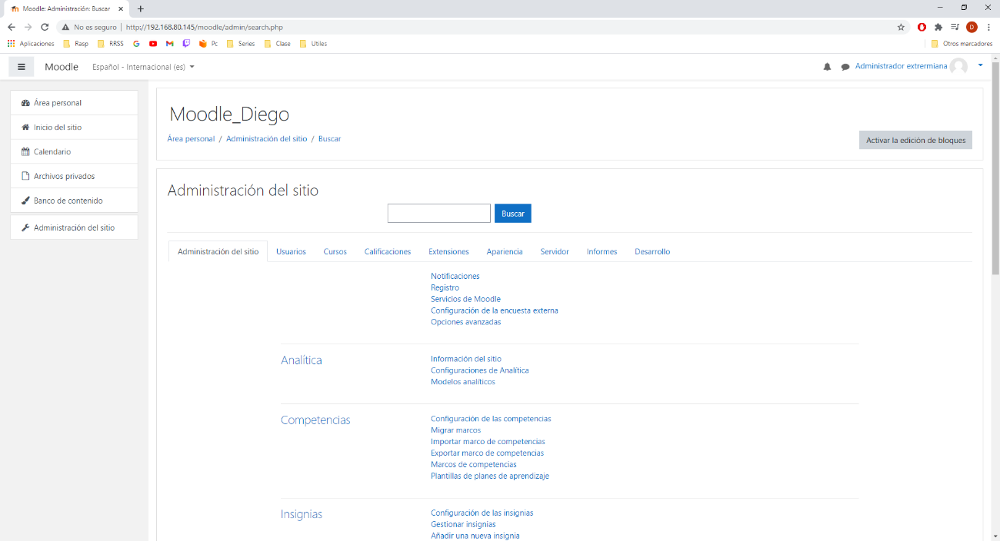 Moodle: Administración: Buscar
No es seguro | http://192.168.80.145/moodle/admin/search.php
D
Aplicaciones Rasp RRSS Pc Series Clase Utiles Otros marcadores
Moodle Español - Internacional (es) Administrador extrermiana
Área personal
Inicio del sitio
Calendario
Archivos privados
Banco de contenido
Administración del sitio
Moodle_Diego
Área personal / Administración del sitio / Buscar
Activar la edición de bloques
Administración del sitio
Buscar
Administración del sitio Usuarios Cursos Calificaciones Extensiones Apariencia Servidor Informes Desarrollo
Notificaciones
Registro
Servicios de Moodle
Configuración de la encuesta externa
Opciones avanzadas
Analítica
Información del sitio
Configuraciones de Analítica
Modelos analíticos
Competencias
Configuración de las competencias
Migrar marcos
Importar marco de competencias
Exportar marco de competencias
Marcos de competencias
Plantillas de planes de aprendizaje
Insignias
Configuración de las insignias
Gestionar insignias
Añadir una nueva insignia